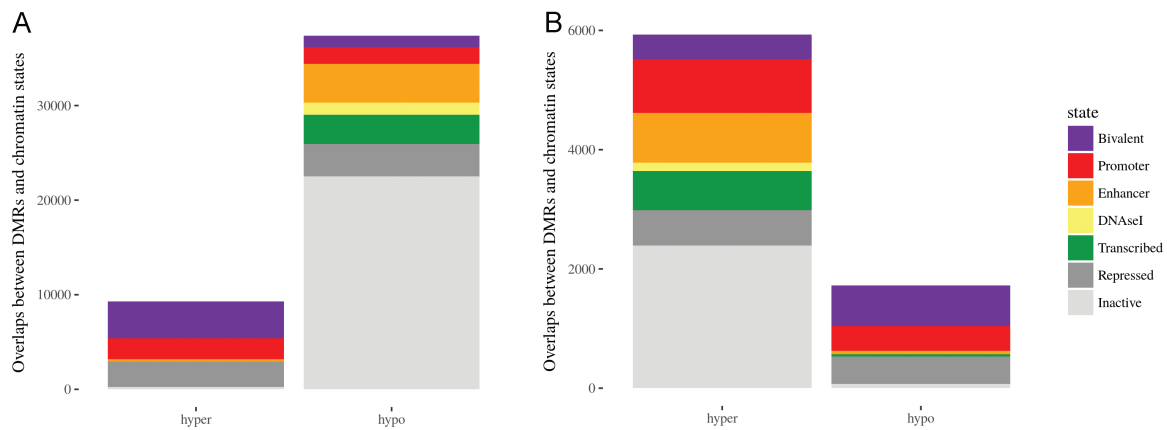 A
Overlaps between DMRs and chromatin states
30000
20000
10000
0
hyper
hypo
B
Overlaps between DMRs and chromatin states
6000
4000
2000
0
hyper
hypo
state
Bivalent
Promoter
Enhancer
DNAseI
Transcribed
Repressed
Inactive